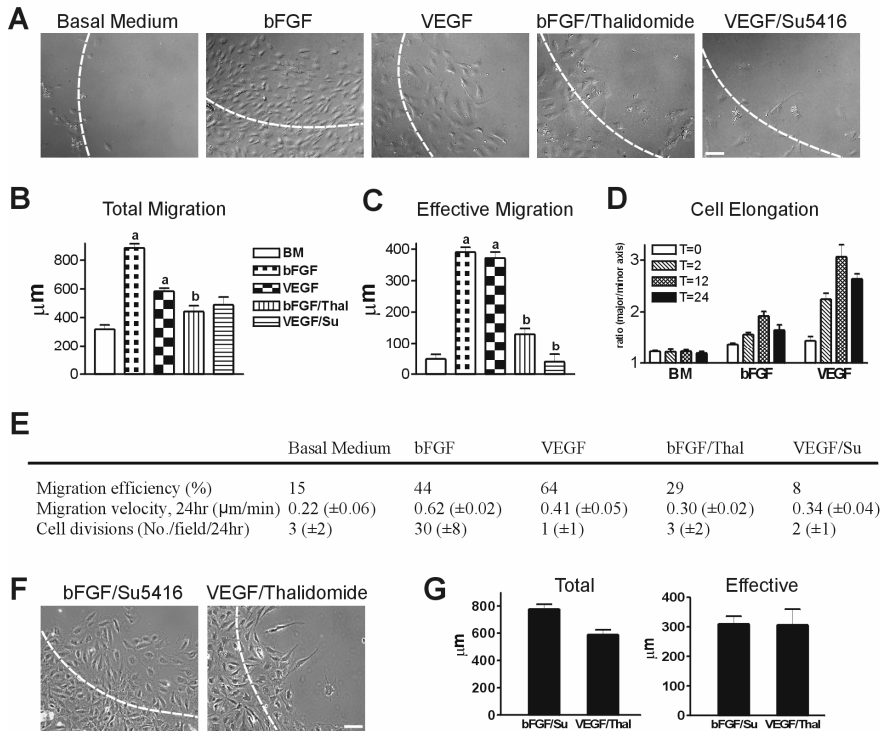 A
Basal Medium
bFGF
VEGF
bFGF/Thalidomide
VEGF/Su5416
B
Total Migration
μm
800
600
400
200
0
a
a
b
BM
bFGF
VEGF
bFGF/Thal
VEGF/Su
C
Effective Migration
μm
400
300
200
100
0
a
a
b
b
D
Cell Elongation
ratio (major/minor axis)
3
2
1
T=0
T=2
T=12
T=24
BM
bFGF
VEGF
E
Basal Medium bFGF VEGF bFGF/Thal VEGF/Su
Migration efficiency (%) 15 44 64 29 8
Migration velocity, 24hr (μm/min) 0.22 (±0.06) 0.62 (±0.02) 0.41 (±0.05) 0.30 (±0.02) 0.34 (±0.04)
Cell divisions (No./field/24hr) 3 (±2) 30 (±8) 1 (±1) 3 (±2) 2 (±1)
F
bFGF/Su5416
VEGF/Thalidomide
G
Total
μm
800
600
400
200
0
bFGF/Su VEGF/Thal
Effective
μm
400
300
200
100
0
bFGF/Su VEGF/Thal